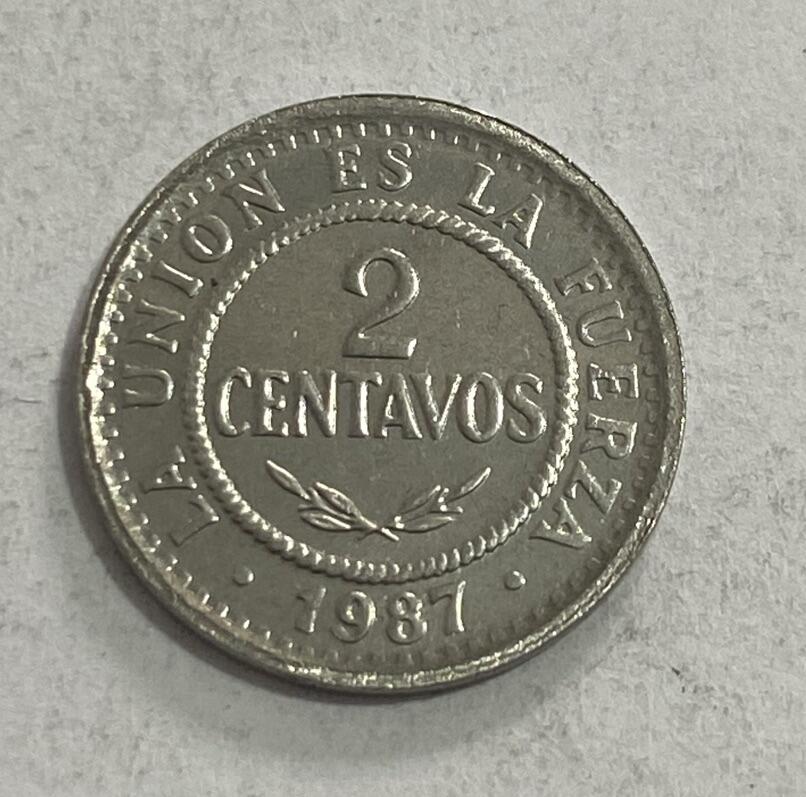 LA UNION ES LA FUERZA
2
CENTAVOS
· 1987 ·